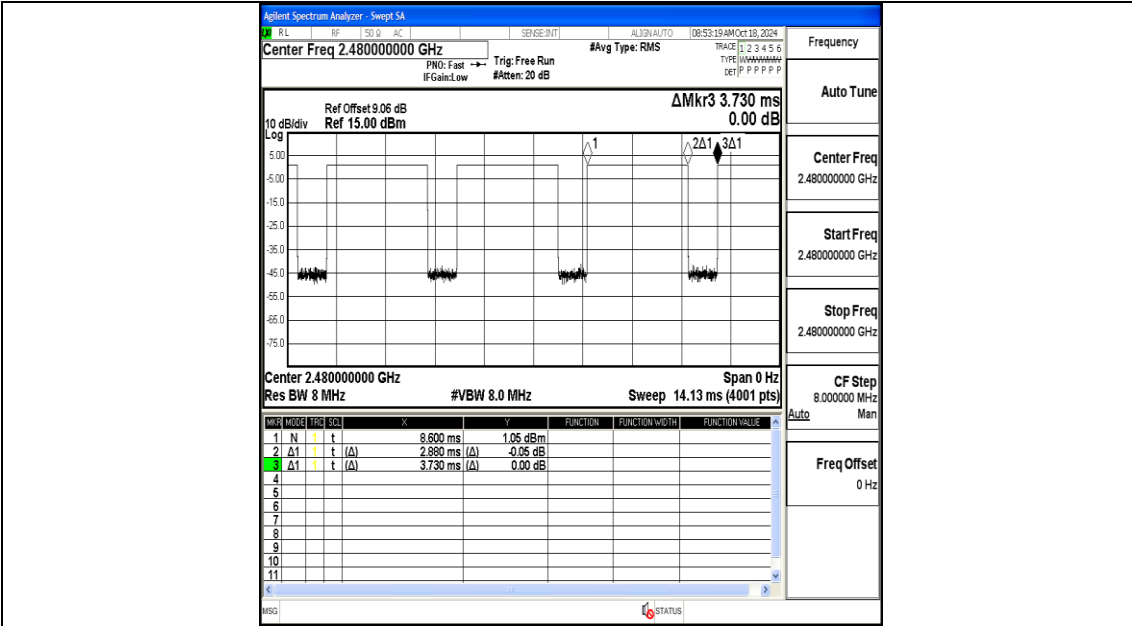 Agilent Spectrum Analyzer - Swept SA
RL RF 50 Ω AC SENSE:INT ALIGN AUTO 08:53:19 AM Oct 18, 2024
Center Freq 2.480000000 GHz
PNO: Fast
IFGain:Low
Trig: Free Run
#Atten: 20 dB
#Avg Type: RMS
TRACE 1 2 3 4 5 6
TYPE
DET P P P P P P
Frequency
Auto Tune
Center Freq
2.480000000 GHz
Start Freq
2.480000000 GHz
Stop Freq
2.480000000 GHz
CF Step
8.000000 MHz
Auto Man
Freq Offset
0 Hz
ΔMkr3 3.730 ms
0.00 dB
Ref Offset 9.06 dB
10 dB/div Ref 15.00 dBm
Log
1 2Δ1 3Δ1
5.00
-5.00
-15.0
-25.0
-35.0
-45.0
-55.0
-65.0
-75.0
Center 2.480000000 GHz Span 0 Hz
Res BW 8 MHz #VBW 8.0 MHz Sweep 14.13 ms (4001 pts)
MKR MODE TRC SCL X Y FUNCTION FUNCTION WIDTH FUNCTION VALUE
1 N 1 t 8.600 ms 1.05 dBm
2 Δ1 1 t (Δ) 2.880 ms (Δ) -0.05 dB
3 Δ1 1 t (Δ) 3.730 ms (Δ) 0.00 dB
4
5
6
7
8
9
10
11
MSG STATUS